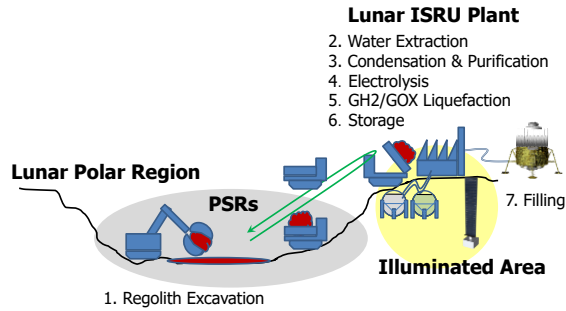 Lunar ISRU Plant
2. Water Extraction
3. Condensation & Purification
4. Electrolysis
5. GH2/GOX Liquefaction
6. Storage
Lunar Polar Region
PSRs
7. Filling
Illuminated Area
1. Regolith Excavation